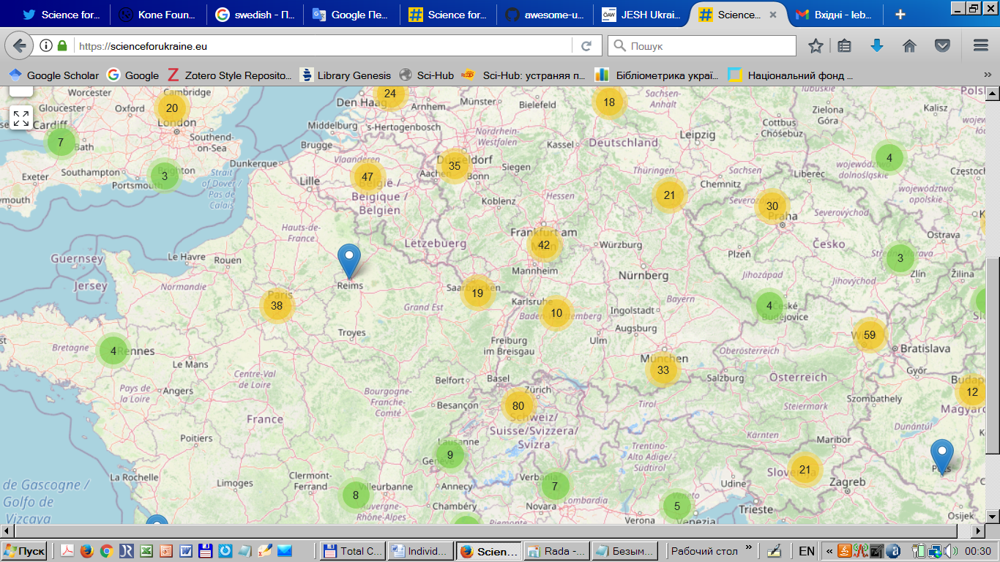 Science for...
Kone Foun...
swedish - П...
Google Пе...
Science for...
awesome-u...
JESH Ukrai...
Science...
Вхідні - leb...
https://scienceforukraine.eu
Пошук
Google Scholar
Google
Zotero Style Reposito...
Library Genesis
Sci-Hub
Sci-Hub: устраняя п...
Бібліометрика украї...
Національний фонд ...
Worcester
Cambridge
24
Den Haag
Arnhem
Münster
Bielefeld
18
Sachsen-
Anhalt
Cottbus
- Chóśebuz
Zielona
Góra
Kalisz
Gloucester
Oxford
20
London
Cardiff
7
Bath
Southend-
on-Sea
Middelburg
's-Hertogenbosch
Nordrhein-
Westfalen
Kassel
Deutschland
Leipzig
Brugge
Dunkerque
Vlaanderen
Düsseldorf
35
Aachen
Bonn
Siegen
Thüringen
Sachsen
Chemnitz
Liberec
4
województwo
dolnośląskie
Exeter
Southampton
3
Brighton
Portsmouth
Strait
of Dover /
Pas de
Calais
Lille
47
België /
Belgique /
Belgien
Koblenz
Hessen
21
30
Praha
województwo
opolskie
Hauts-de-
France
Lëtzebuerg
Frankfurt am
42
Würzburg
Severovýchod
Ostrava
Česko
Plzeň
Guernsey
Jersey
Le Havre
Rouen
Reims
Mannheim
Nürnberg
Jihozápad
Jihovýchod
3
Zlín
Žilina
Normandie
Paris
38
Grand Est
19
Karlsruhe
10
Baden-Württemberg
Bayern
Ingolstadt
4
České
Budějovice
Bretagne
4
Rennes
Troyes
Freiburg
im Breisgau
Ulm
Augsburg
59
Bratislava
Le Mans
Centre-Val
de Loire
München
33
Oberösterreich
Győr
Pays de
la Loire
Angers
Belfort
Basel
Salzburg
Österreich
Budapest
12
Bourgogne-
Franche-
Comté
Besançon
Zürich
80
Schweiz/
Suisse/Svizzera/
Svizra
Tirol
Steiermark
Szombathely
France
Poitiers
Lausanne
9
Genève
Trentino-
Alto Adige/
Südtirol
Kärnten
Maribor
Dunántúl
Pécs
La Rochelle
Limoges
Clermont-
Ferrand
8
Villeurbanne
Annecy
Verbania
7
Novara
Lombardia
Udine
Slovenija
21
Zagreb
de Gascogne /
Golfo de
Vizcaya
Auvergne-
Rhône-Alpes
Chambéry
Piemonte
Verona
5
Veneto
Venezia
Trieste
Osijek
Пуск
Total C...
Individ...
Scien...
Rada -...
Безым...
Рабочий стол
EN
00:30